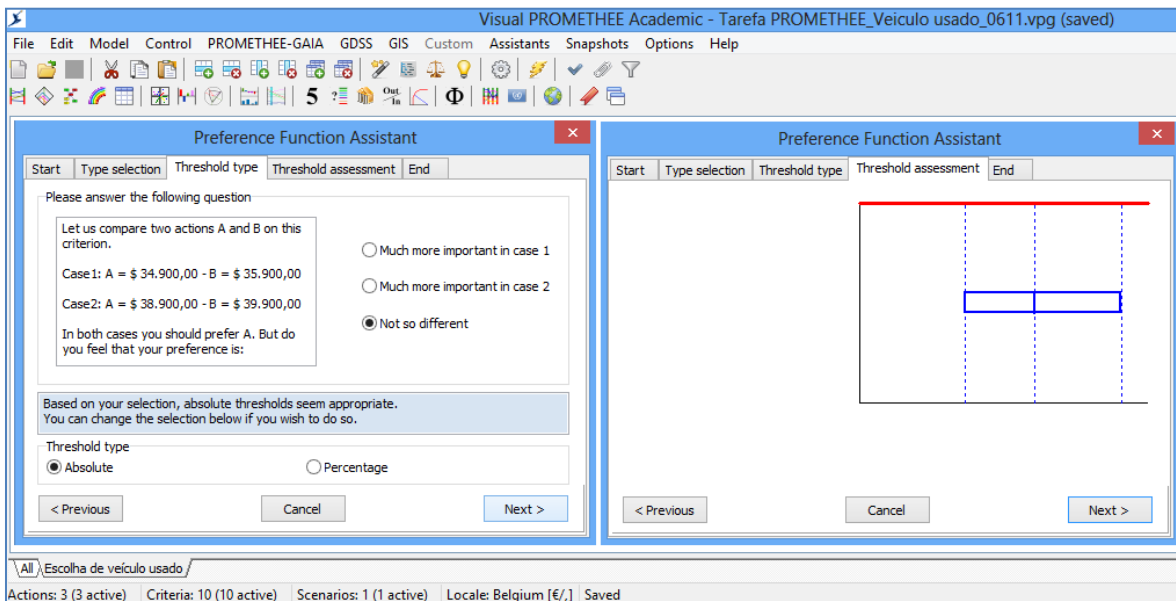 Visual PROMETHEE Academic - Tarefa PROMETHEE_Veiculo usado_0611.vpg (saved)
File Edit Model Control PROMETHEE-GAIA GDSS GIS Custom Assistants Snapshots Options Help
5 Out In Φ
Preference Function Assistant
Start Type selection Threshold type Threshold assessment End
Please answer the following question
Let us compare two actions A and B on this
criterion.
Case1: A = $ 34.900,00 - B = $ 35.900,00
Case2: A = $ 38.900,00 - B = $ 39.900,00
In both cases you should prefer A. But do
you feel that your preference is:
Much more important in case 1
Much more important in case 2
Not so different
Based on your selection, absolute thresholds seem appropriate.
You can change the selection below if you wish to do so.
Threshold type
Absolute Percentage
< Previous Cancel Next >
Preference Function Assistant
Start Type selection Threshold type Threshold assessment End
< Previous Cancel Next >
All Escolha de veículo usado
Actions: 3 (3 active) Criteria: 10 (10 active) Scenarios: 1 (1 active) Locale: Belgium [€/,] Saved